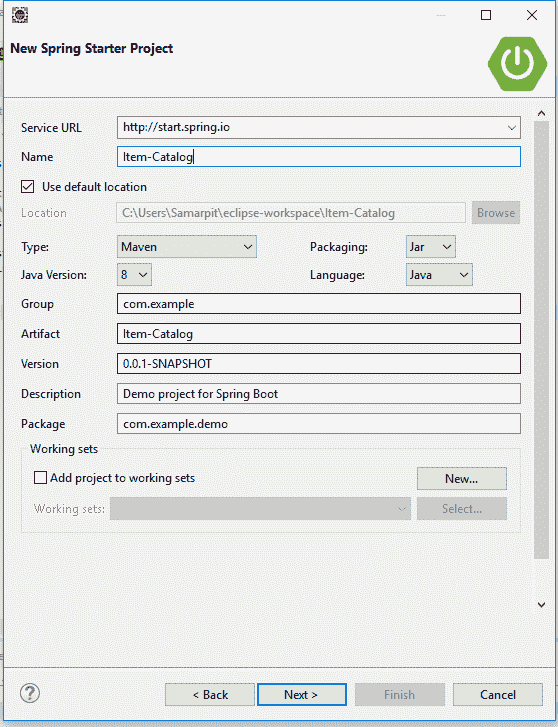 New Spring Starter Project
Service URL http://start.spring.io
Name Item-Catalog
Use default location
Location C:\Users\Samarpit\eclipse-workspace\Item-Catalog Browse
Type: Maven Packaging: Jar
Java Version: 8 Language: Java
Group com.example
Artifact Item-Catalog
Version 0.0.1-SNAPSHOT
Description Demo project for Spring Boot
Package com.example.demo
Working sets
Add project to working sets New...
Working sets: Select...
? < Back Next > Finish Cancel